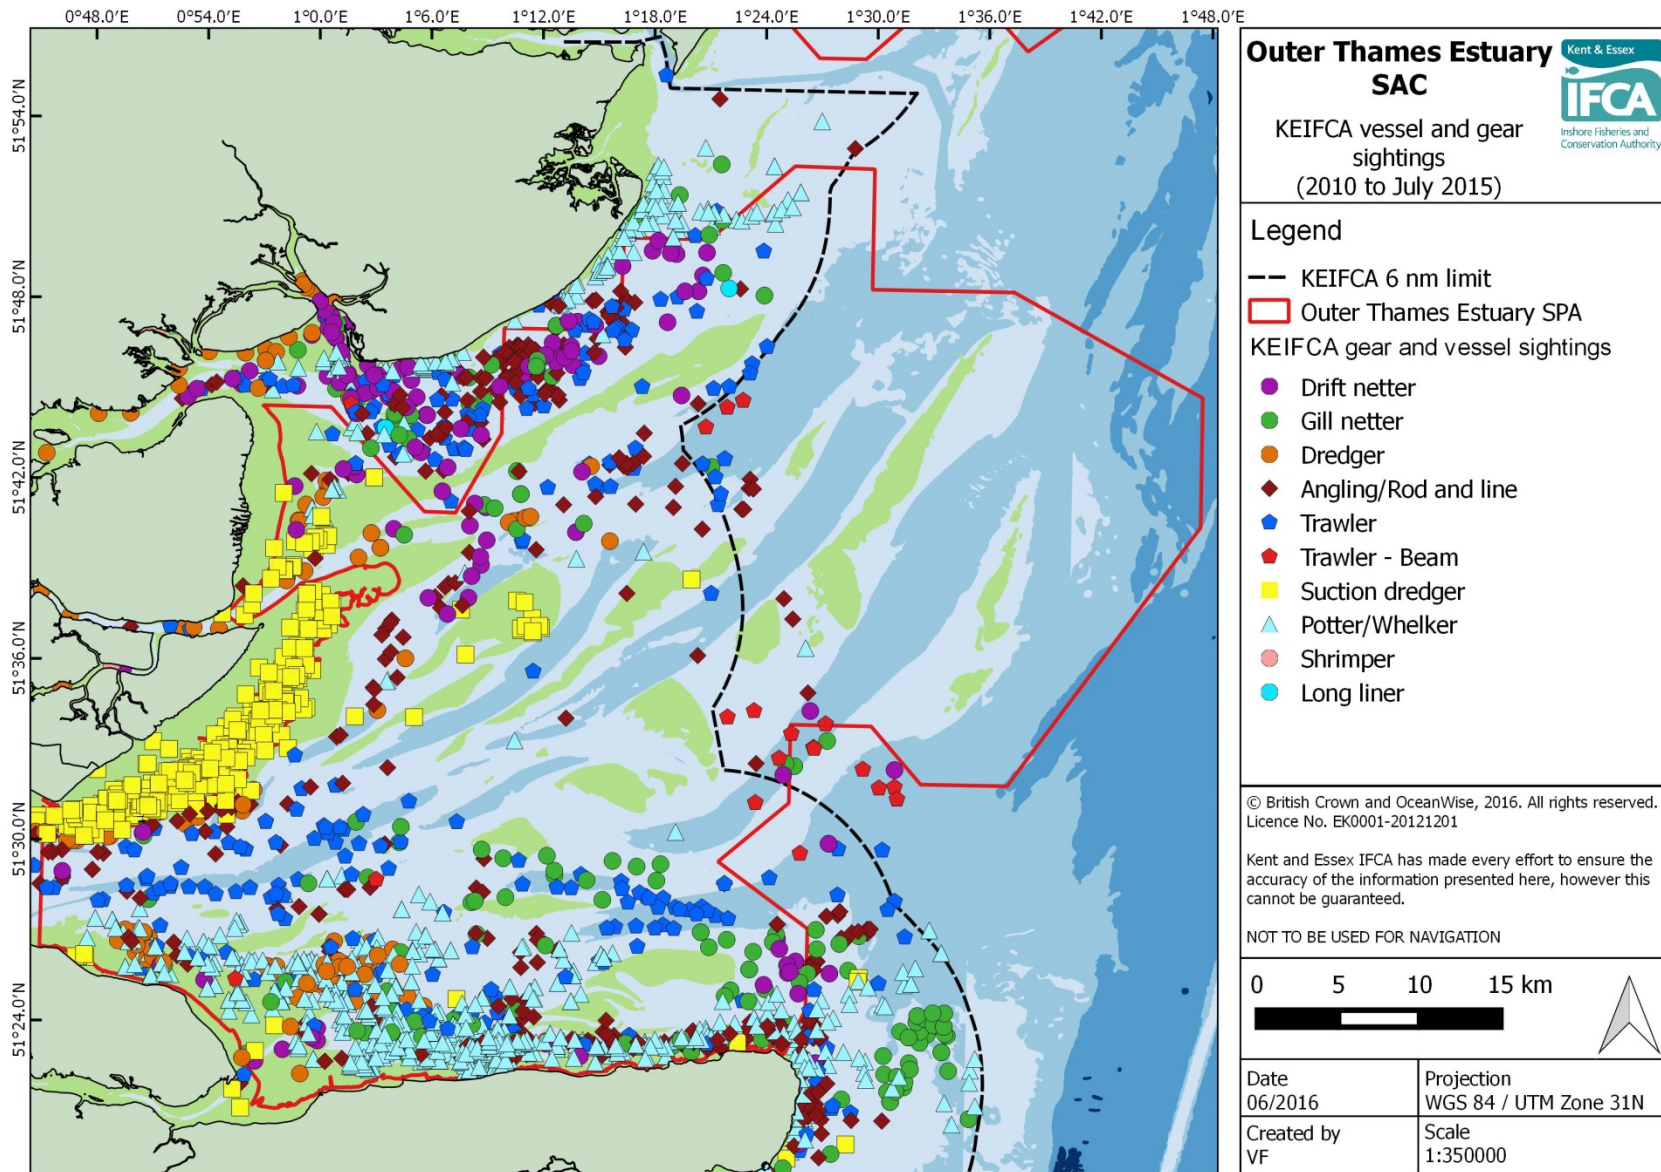 0°48.0′E
0°54.0′E
1°00.0′E
1°06.0′E
1°12.0′E
1°18.0′E
1°24.0′E
1°30.0′E
1°36.0′E
1°42.0′E
1°48.0′E
51°54.0′N
51°48.0′N
51°42.0′N
51°36.0′N
51°30.0′N
51°24.0′N
Outer Thames Estuary
SAC
Kent & Essex
IFCA
Inshore Fisheries and
Conservation Authority
KEIFCA vessel and gear
sightings
(2010 to July 2015)
Legend
KEIFCA 6 nm limit
Outer Thames Estuary SPA
KEIFCA gear and vessel sightings
Drift netter
Gill netter
Dredger
Angling/Rod and line
Trawler
Trawler - Beam
Suction dredger
Potter/Whelker
Shrimper
Long liner
© British Crown and OceanWise, 2016. All rights reserved.
Licence No. EK0001-20121201
Kent and Essex IFCA has made every effort to ensure the
accuracy of the information presented here, however this
cannot be guaranteed.
NOT TO BE USED FOR NAVIGATION
0 5 10 15 km
Date
06/2016
Projection
WGS 84 / UTM Zone 31N
Created by
VF
Scale
1:350000